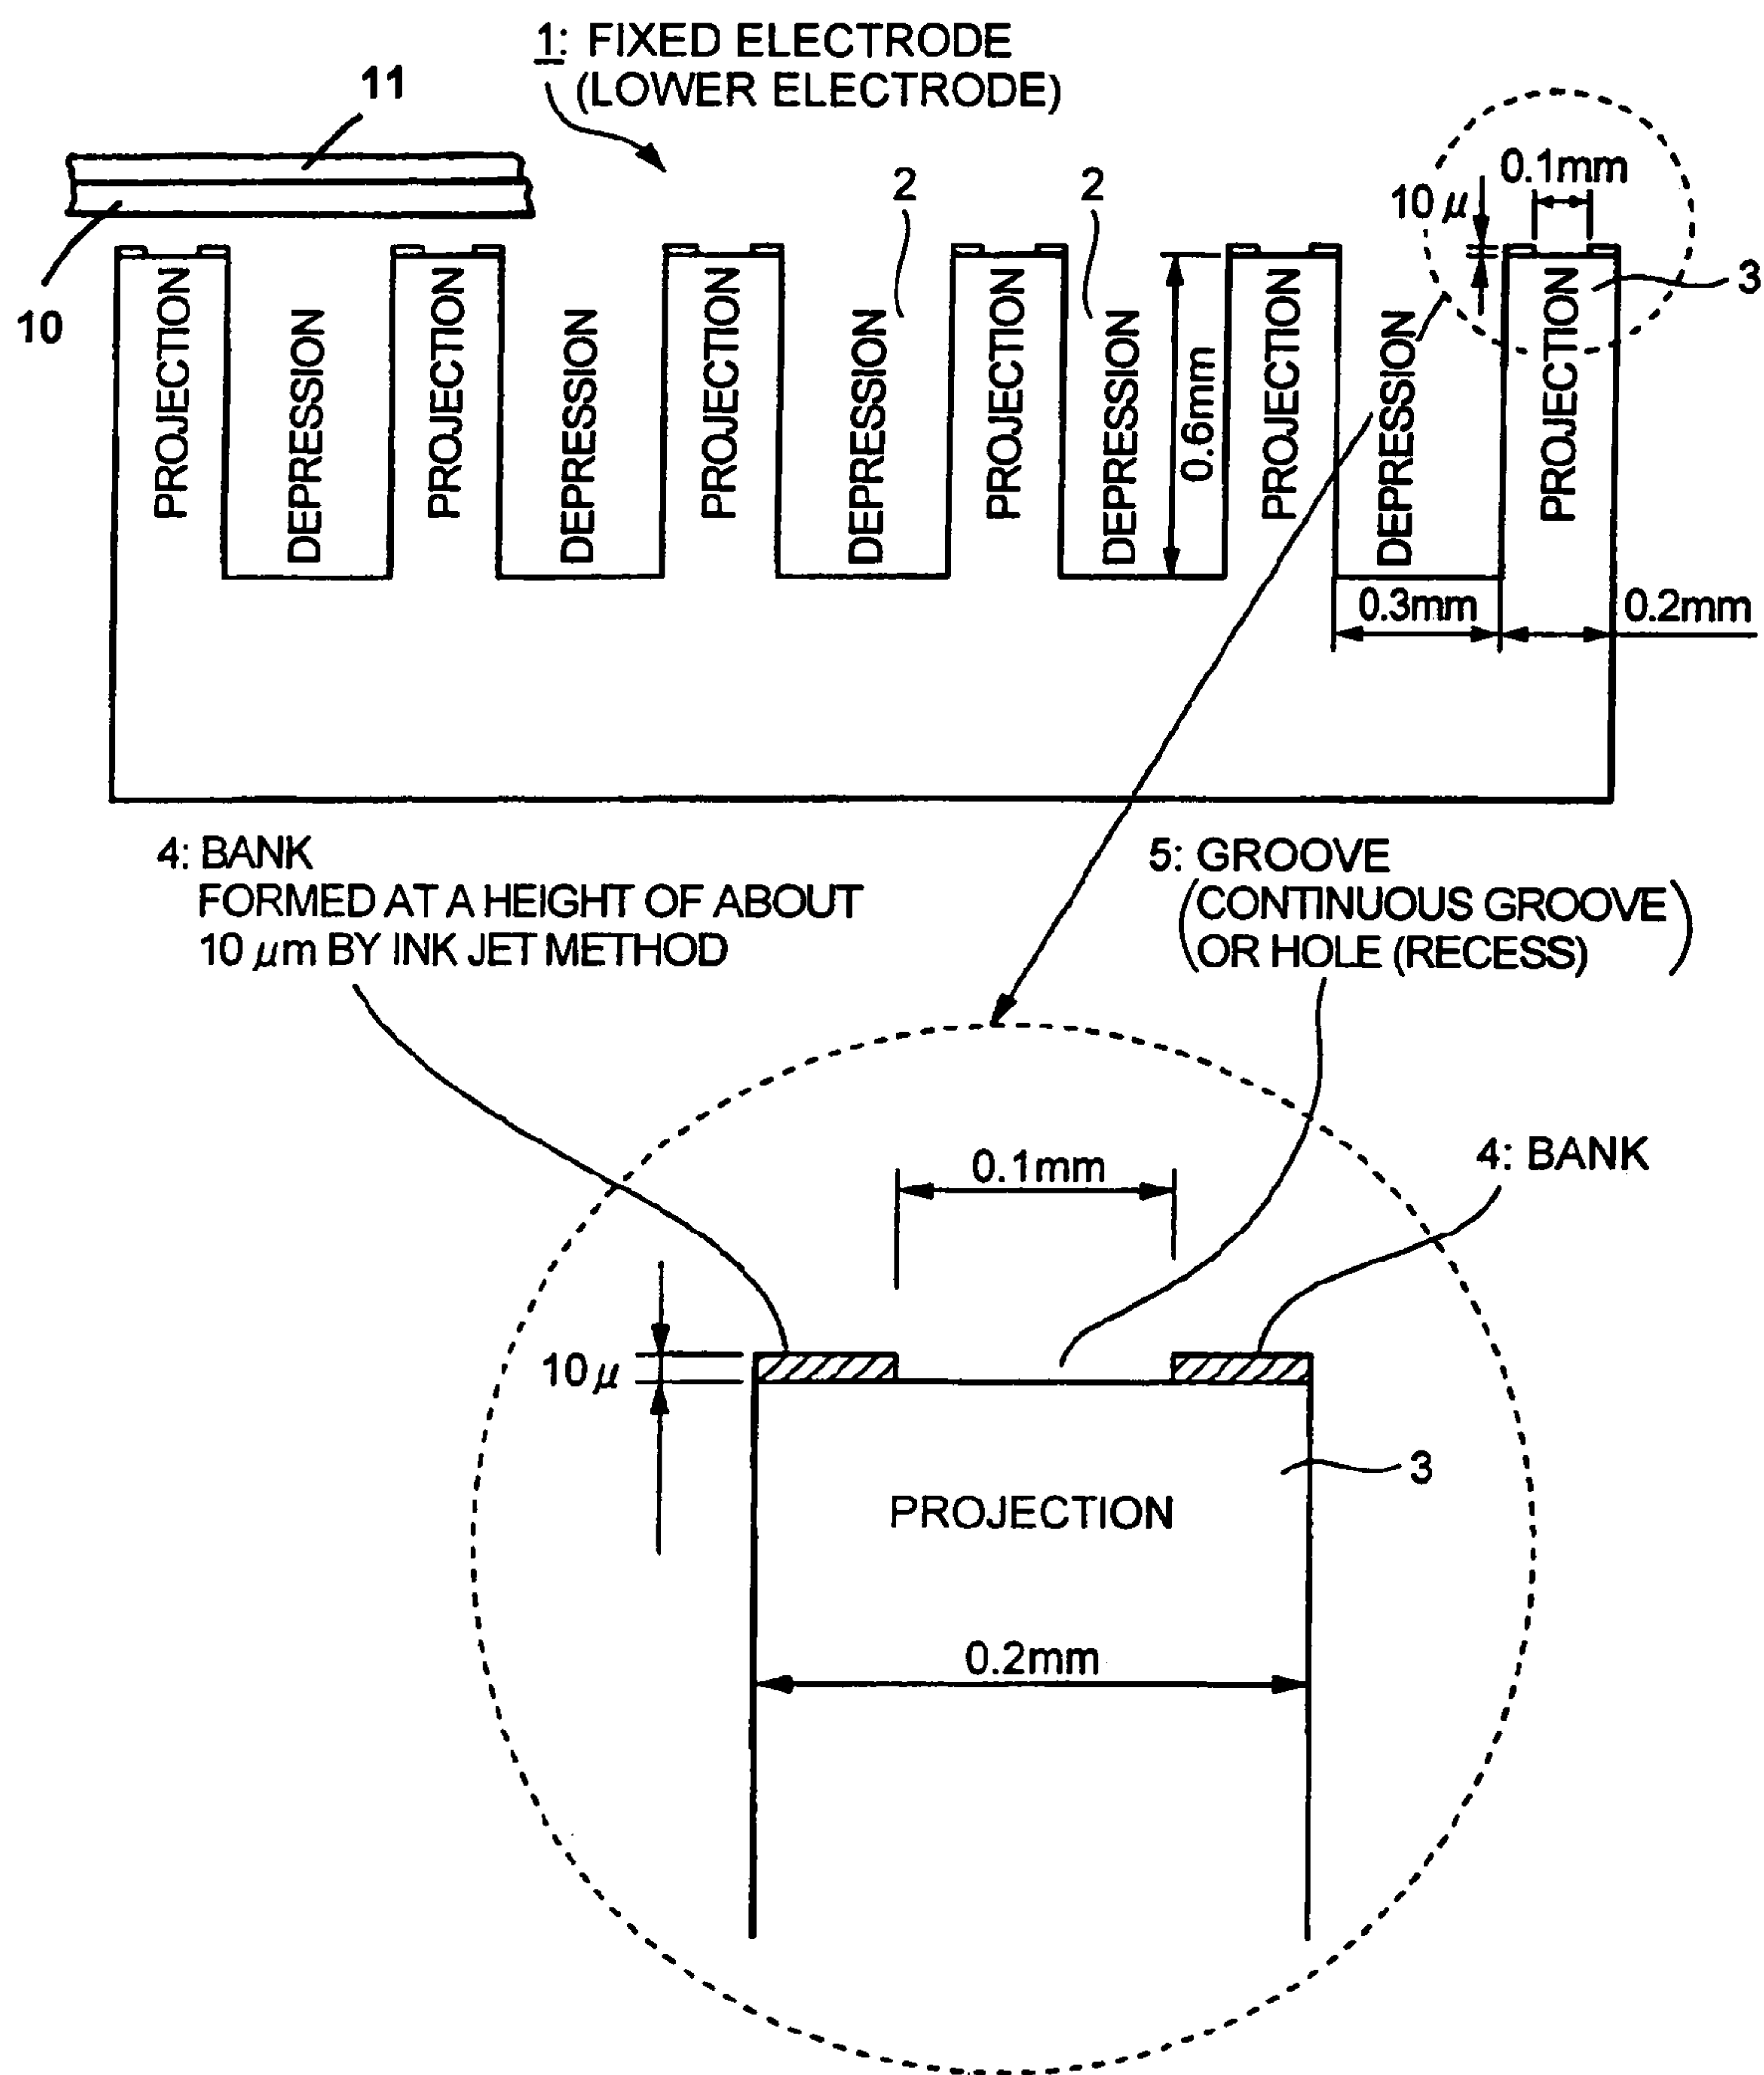 1: FIXED ELECTRODE
(LOWER ELECTRODE)
11
10
2
2
10 μ
0.1mm
3
PROJECTION
DEPRESSION
PROJECTION
DEPRESSION
PROJECTION
DEPRESSION
PROJECTION
DEPRESSION
0.6mm
PROJECTION
DEPRESSION
PROJECTION
0.3mm
0.2mm
4: BANK
FORMED AT A HEIGHT OF ABOUT
10 μm BY INK JET METHOD
5: GROOVE
(CONTINUOUS GROOVE
OR HOLE (RECESS))
0.1mm
4: BANK
10μ
3
PROJECTION
0.2mm